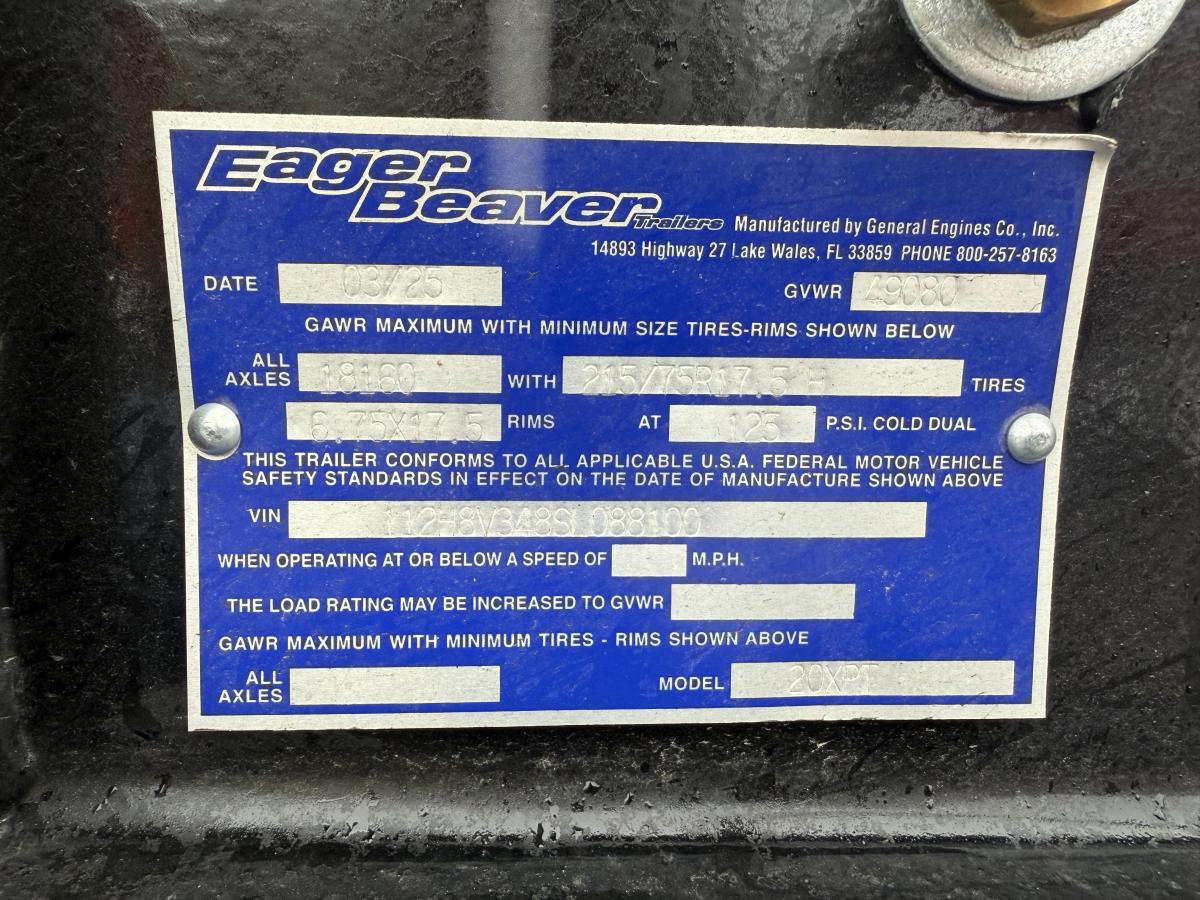 Eager
Beaver Trailers Manufactured by General Engines Co., Inc.
14893 Highway 27 Lake Wales, FL 33859 PHONE 800-257-8163
DATE 03/25 GVWR 49080
GAWR MAXIMUM WITH MINIMUM SIZE TIRES-RIMS SHOWN BELOW
ALL
AXLES 18160 WITH 215/75R17.5 H TIRES
6.75X17.5 RIMS AT 125 P.S.I. COLD DUAL
THIS TRAILER CONFORMS TO ALL APPLICABLE U.S.A. FEDERAL MOTOR VEHICLE
SAFETY STANDARDS IN EFFECT ON THE DATE OF MANUFACTURE SHOWN ABOVE
VIN 112H8V348SL088100
WHEN OPERATING AT OR BELOW A SPEED OF M.P.H.
THE LOAD RATING MAY BE INCREASED TO GVWR
GAWR MAXIMUM WITH MINIMUM TIRES - RIMS SHOWN ABOVE
ALL
AXLES MODEL 20XPT